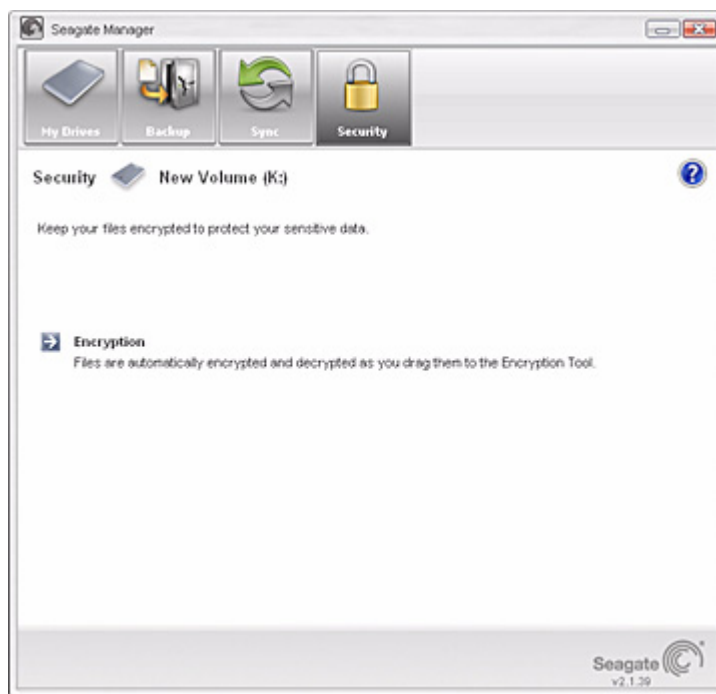 Seagate Manager
My Drives Backup Sync Security
Security New Volume (K:)
Keep your files encrypted to protect your sensitive data.
Encryption
Files are automatically encrypted and decrypted as you drag them to the Encryption Tool.
Seagate
v2.1.39